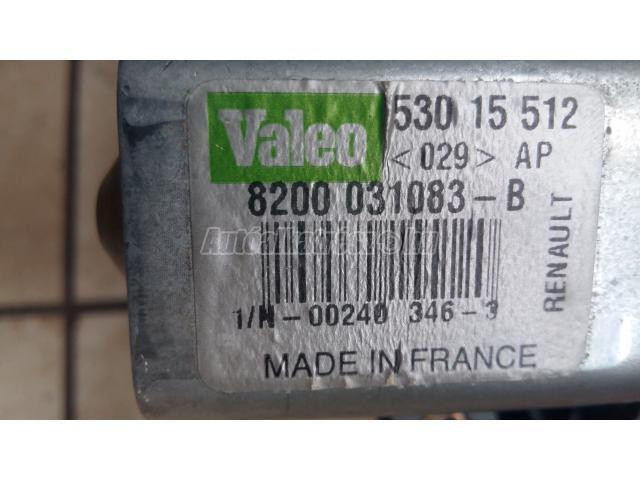 Valeo
530 15 512
<029> AP
8200 031083-B
1/N-00240 346-3
MADE IN FRANCE
RENAULT